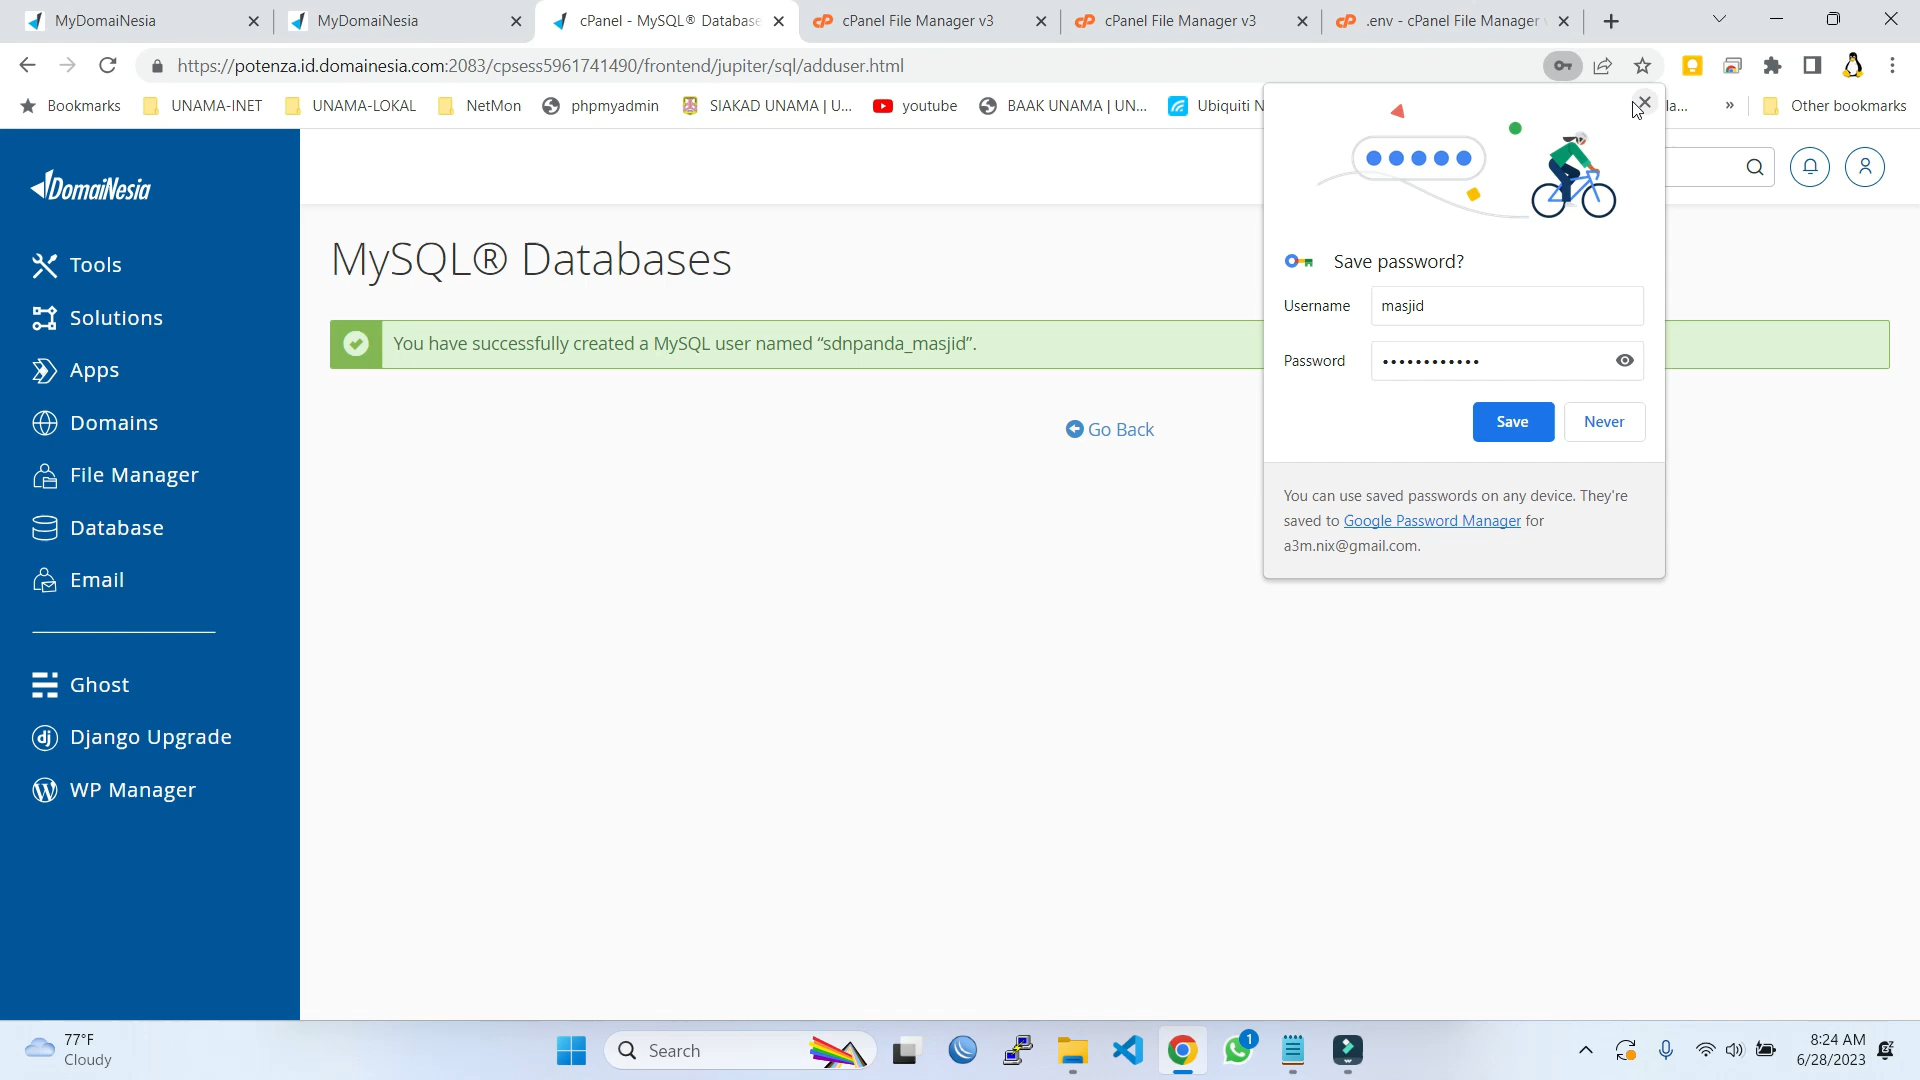 MyDomaiNesia
MyDomaiNesia
cPanel - MySQL® Database
cPanel File Manager v3
cPanel File Manager v3
.env - cPanel File Manager
https://potenza.id.domainesia.com:2083/cpsess5961741490/frontend/jupiter/sql/adduser.html
Bookmarks
UNAMA-INET
UNAMA-LOKAL
NetMon
phpmyadmin
SIAKAD UNAMA | U...
youtube
BAAK UNAMA | UN...
Ubiquiti N
la...
»
Other bookmarks
DomaiNesia
Tools
Solutions
Apps
Domains
File Manager
Database
Email
Ghost
dj
Django Upgrade
WP Manager
MySQL® Databases
You have successfully created a MySQL user named “sdnpanda_masjid”.
Go Back
Save password?
Username
masjid
Password
••••••••••••
Save
Never
You can use saved passwords on any device. They're
saved to Google Password Manager for
a3m.nix@gmail.com.
77°F
Cloudy
Search
1
8:24 AM
6/28/2023